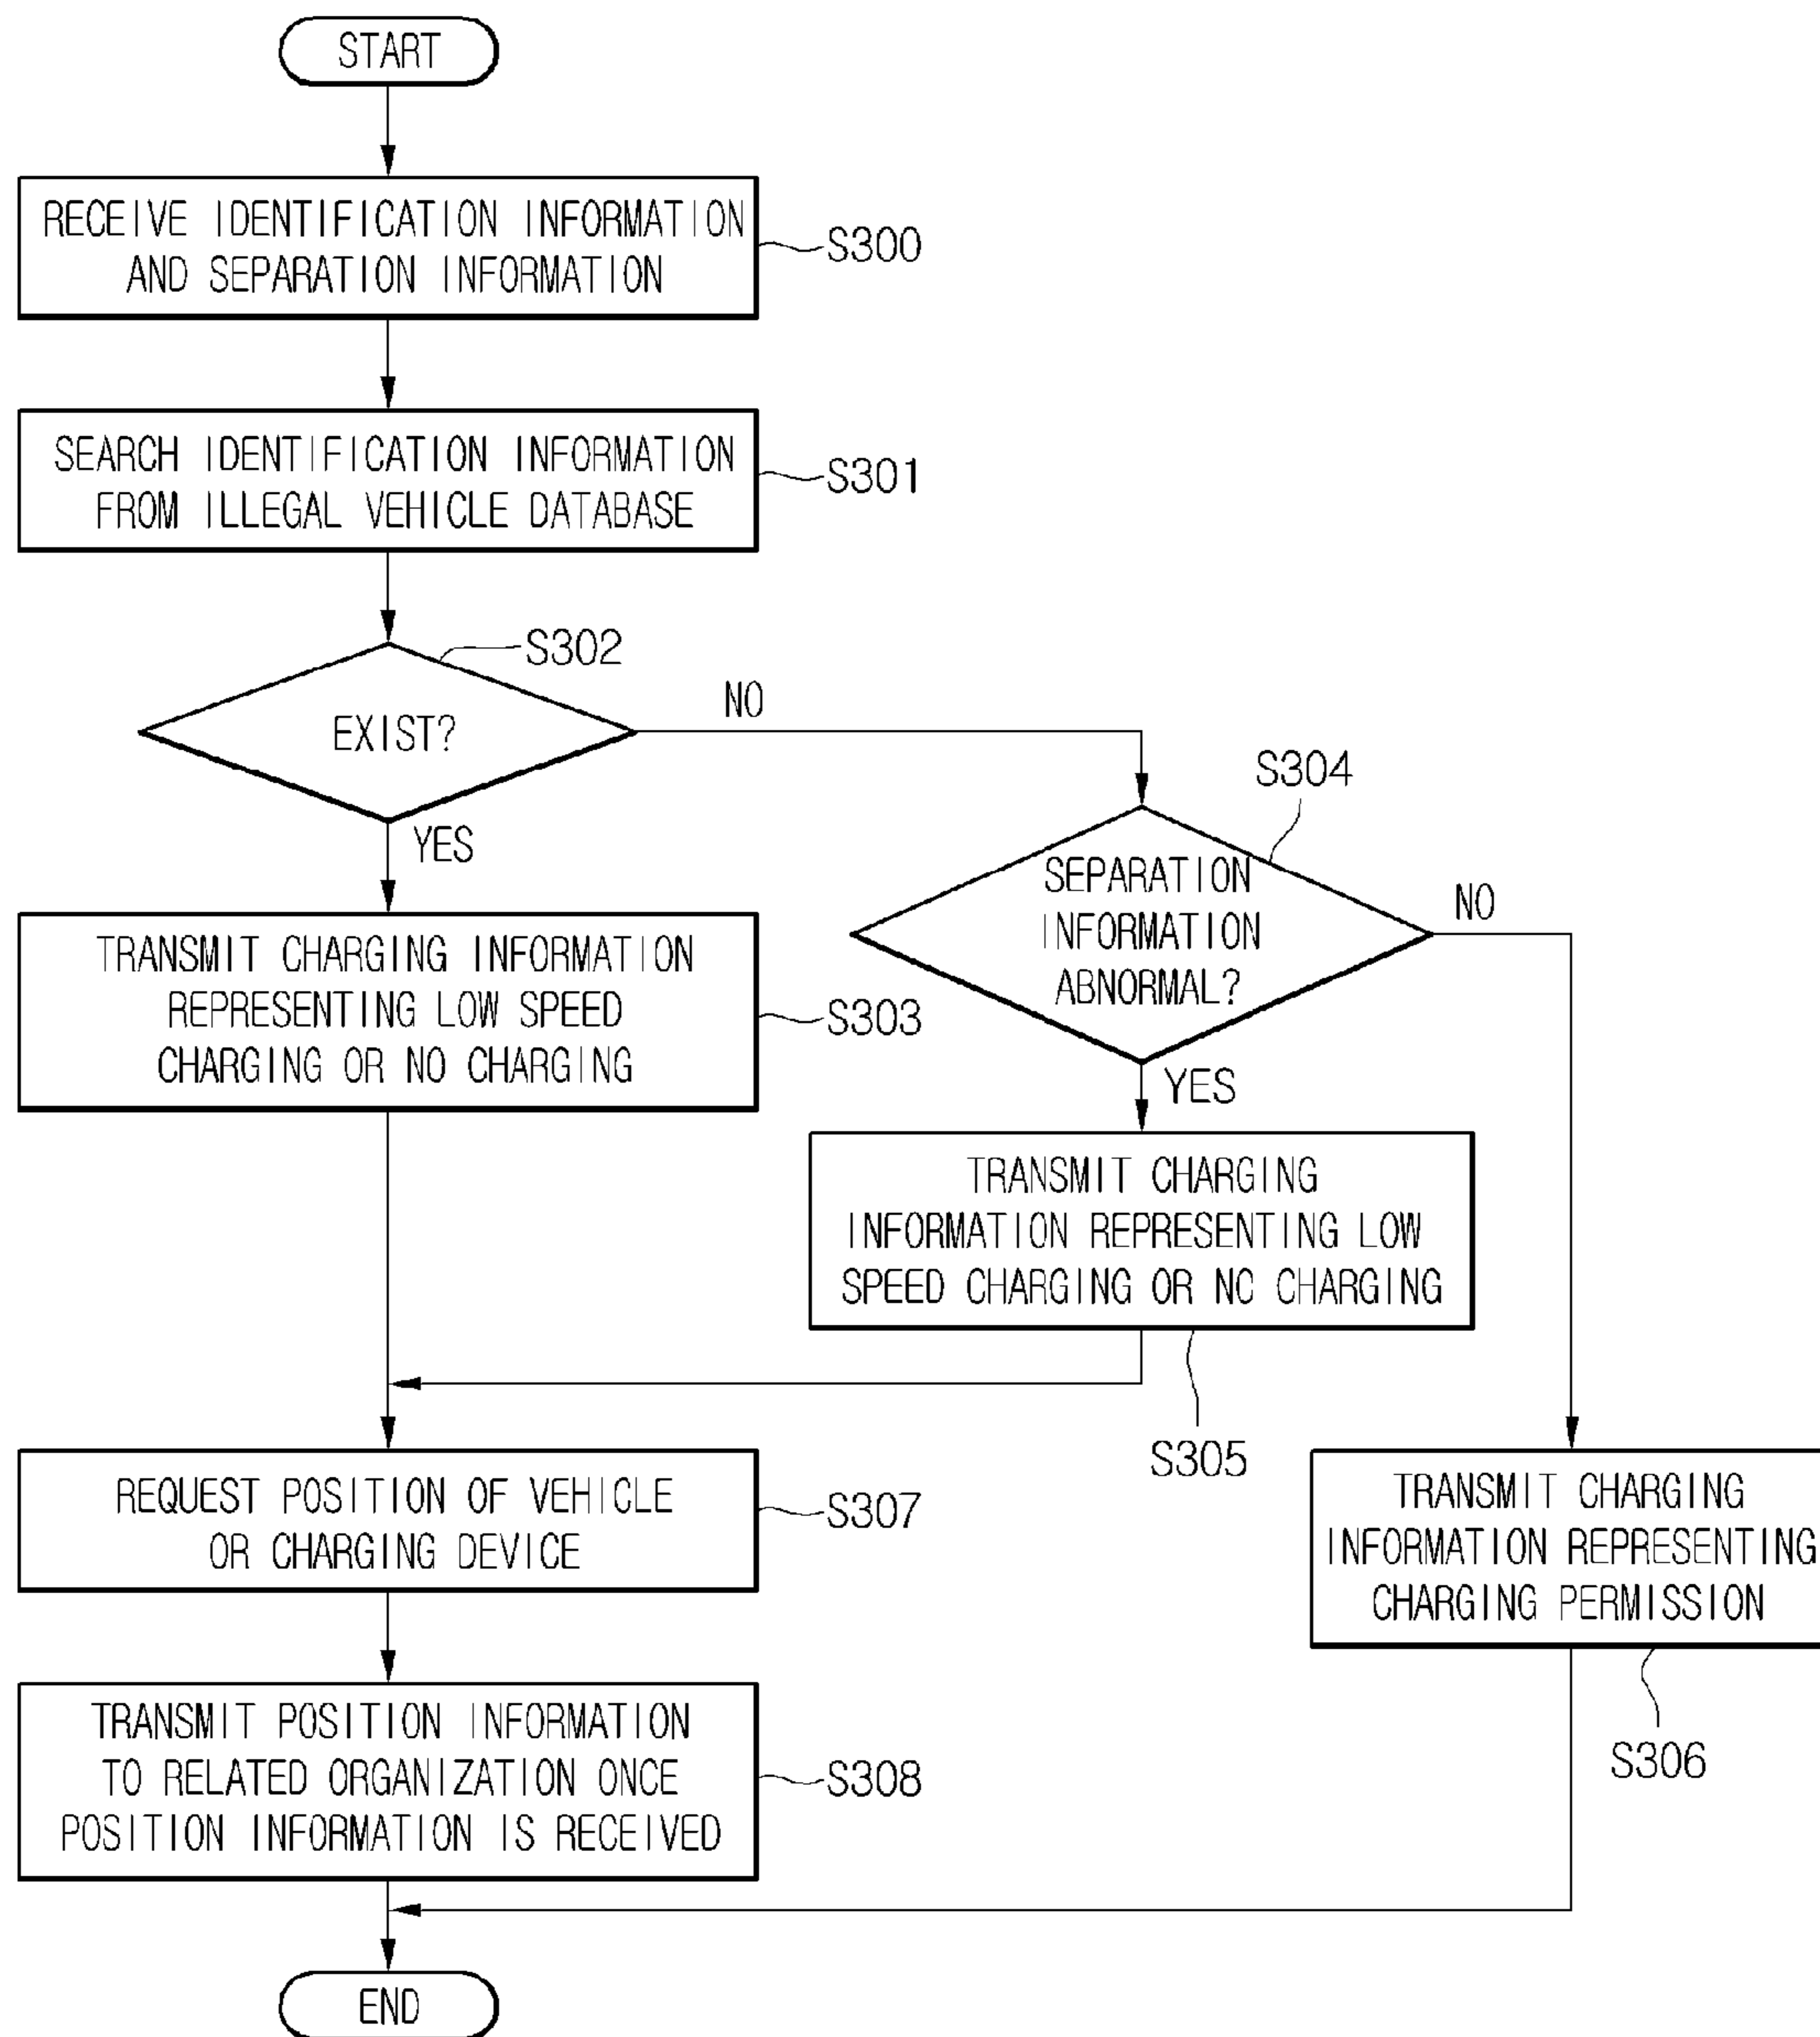 START
RECEIVE IDENTIFICATION INFORMATION
AND SEPARATION INFORMATION
S300
SEARCH IDENTIFICATION INFORMATION
FROM ILLEGAL VEHICLE DATABASE
S301
S302
EXIST?
NO
YES
S304
SEPARATION
INFORMATION
ABNORMAL?
NO
YES
TRANSMIT CHARGING INFORMATION
REPRESENTING LOW SPEED
CHARGING OR NO CHARGING
S303
TRANSMIT CHARGING
INFORMATION REPRESENTING LOW
SPEED CHARGING OR NC CHARGING
S305
REQUEST POSITION OF VEHICLE
OR CHARGING DEVICE
S307
TRANSMIT CHARGING
INFORMATION REPRESENTING
CHARGING PERMISSION
S306
TRANSMIT POSITION INFORMATION
TO RELATED ORGANIZATION ONCE
POSITION INFORMATION IS RECEIVED
S308
END